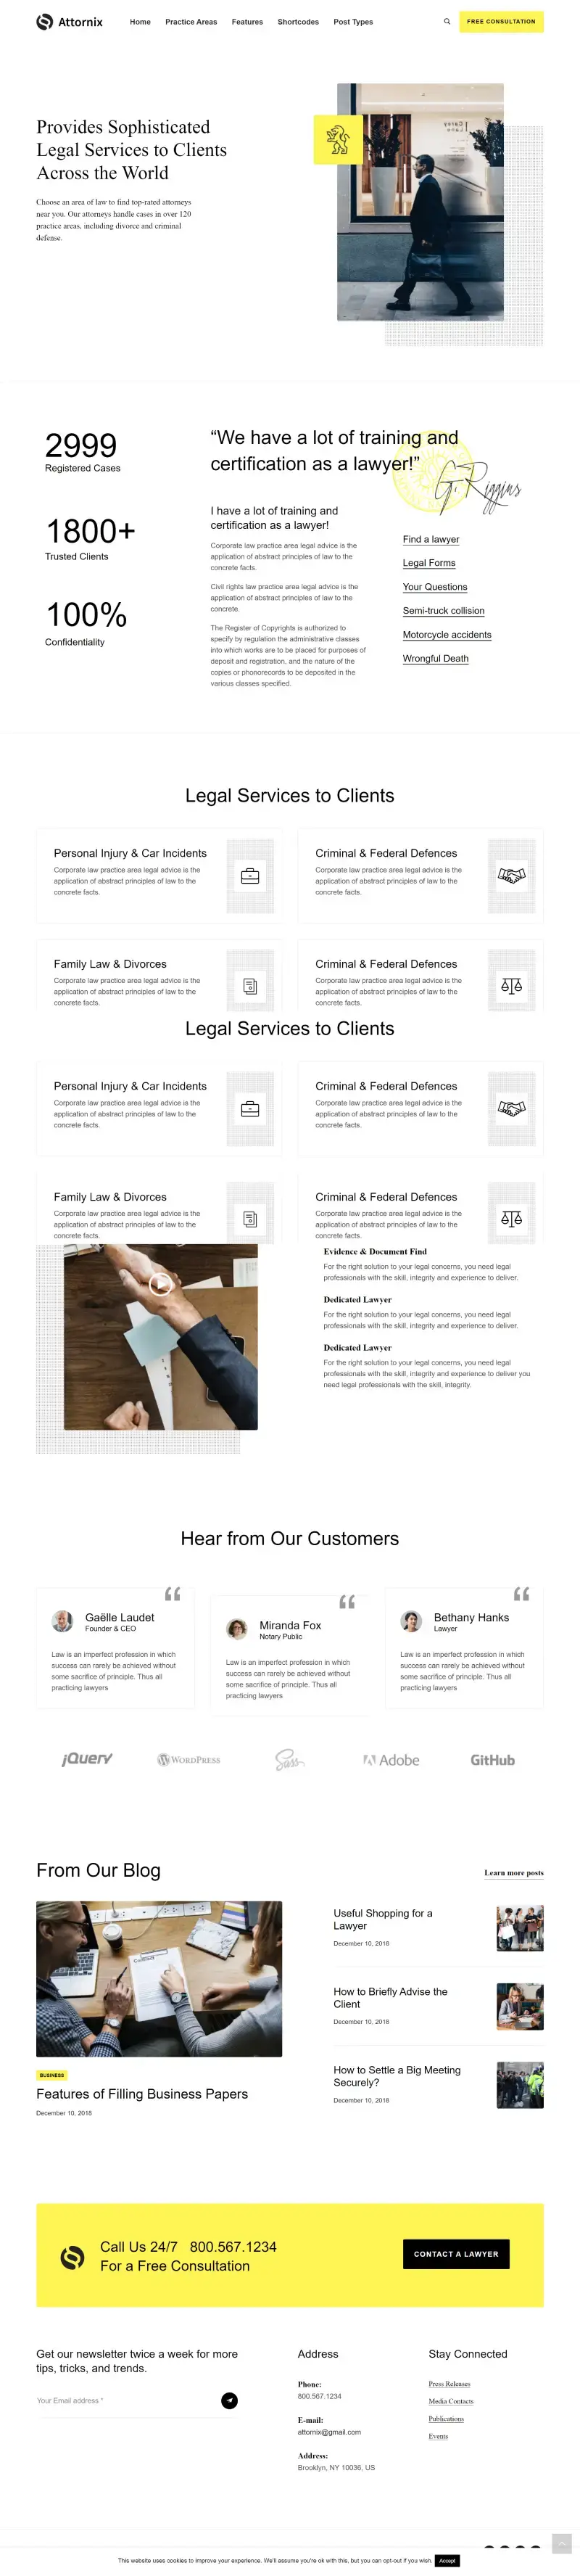 Attornix
Home Practice Areas Features Shortcodes Post Types
FREE CONSULTATION
Provides Sophisticated
Legal Services to Clients
Across the World
Choose an area of law to find top-rated attorneys
near you. Our attorneys handle cases in over 120
practice areas, including divorce and criminal
defense.
2999
Registered Cases
1800+
Trusted Clients
100%
Confidentiality
“We have a lot of training and
certification as a lawyer!”
G. Riggins
I have a lot of training and
certification as a lawyer!
Corporate law practice area legal advice is the
application of abstract principles of law to the
concrete facts.
Civil rights law practice area legal advice is the
application of abstract principles of law to the
concrete.
The Register of Copyrights is authorized to
specify by regulation the administrative classes
into which works are to be placed for purposes of
deposit and registration, and the nature of the
copies or phonorecords to be deposited in the
various classes specified.
Find a lawyer
Legal Forms
Your Questions
Semi-truck collision
Motorcycle accidents
Wrongful Death
Legal Services to Clients
Personal Injury & Car Incidents
Corporate law practice area legal advice is the
application of abstract principles of law to the
concrete facts.
Criminal & Federal Defences
Corporate law practice area legal advice is the
application of abstract principles of law to the
concrete facts.
Family Law & Divorces
Corporate law practice area legal advice is the
application of abstract principles of law to the
concrete facts.
Criminal & Federal Defences
Corporate law practice area legal advice is the
application of abstract principles of law to the
concrete facts.
Legal Services to Clients
Personal Injury & Car Incidents
Corporate law practice area legal advice is the
application of abstract principles of law to the
concrete facts.
Criminal & Federal Defences
Corporate law practice area legal advice is the
application of abstract principles of law to the
concrete facts.
Family Law & Divorces
Corporate law practice area legal advice is the
application of abstract principles of law to the
concrete facts.
Criminal & Federal Defences
Corporate law practice area legal advice is the
application of abstract principles of law to the
concrete facts.
Evidence & Document Find
For the right solution to your legal concerns, you need legal
professionals with the skill, integrity and experience to deliver.
Dedicated Lawyer
For the right solution to your legal concerns, you need legal
professionals with the skill, integrity and experience to deliver.
Dedicated Lawyer
For the right solution to your legal concerns, you need legal
professionals with the skill, integrity and experience to deliver you
need legal professionals with the skill, integrity.
Hear from Our Customers
Gaëlle Laudet
Founder & CEO
Law is an imperfect profession in which
success can rarely be achieved without
some sacrifice of principle. Thus all
practicing lawyers
Miranda Fox
Notary Public
Law is an imperfect profession in which
success can rarely be achieved without
some sacrifice of principle. Thus all
practicing lawyers
Bethany Hanks
Lawyer
Law is an imperfect profession in which
success can rarely be achieved without
some sacrifice of principle. Thus all
practicing lawyers
jQuery
WORDPRESS
Sass
Adobe
GitHub
From Our Blog
Learn more posts
BUSINESS
Features of Filling Business Papers
December 10, 2018
Useful Shopping for a
Lawyer
December 10, 2018
How to Briefly Advise the
Client
December 10, 2018
How to Settle a Big Meeting
Securely?
December 10, 2018
Call Us 24/7 800.567.1234
For a Free Consultation
CONTACT A LAWYER
Get our newsletter twice a week for more
tips, tricks, and trends.
Your Email address *
Address
Phone:
800.567.1234
E-mail:
attornix@gmail.com
Address:
Brooklyn, NY 10036, US
Stay Connected
Press Releases
Media Contacts
Publications
Events
This website uses cookies to improve your experience. We'll assume you're ok with this, but you can opt-out if you wish. Accept